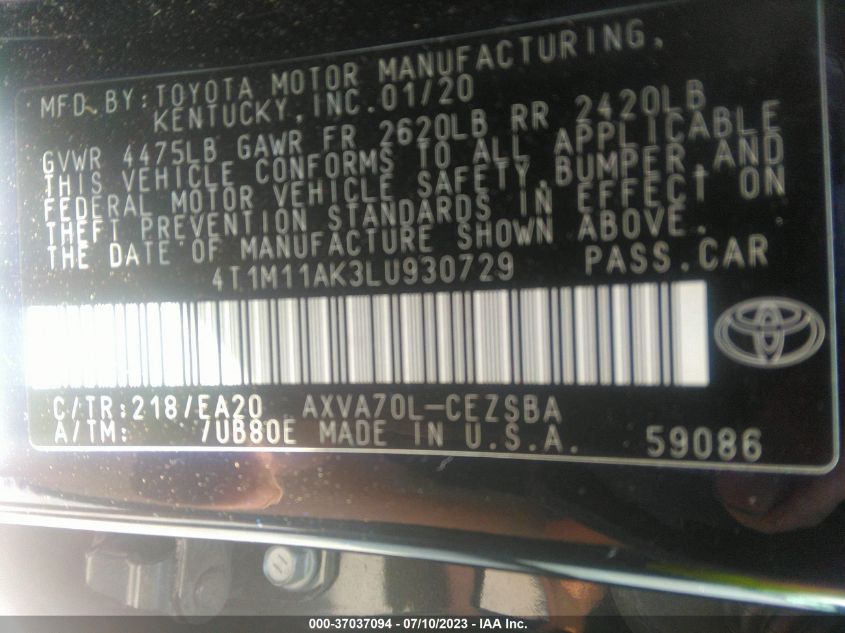 MFD. BY: TOYOTA MOTOR MANUFACTURING,
KENTUCKY, INC. 01/20
GVWR 4475LB GAWR FR 2620LB RR 2420LB
THIS VEHICLE CONFORMS TO ALL APPLICABLE
FEDERAL MOTOR VEHICLE SAFETY, BUMPER, AND
THEFT PREVENTION STANDARDS IN EFFECT ON
THE DATE OF MANUFACTURE SHOWN ABOVE.
4T1M11AK3LU930729 PASS. CAR
C/TR: 218/EA20 AXVA70L-CEZSBA
A/TM: /UB80E MADE IN U.S.A. 59086
000-37037094 - 07/10/2023 - IAA Inc.